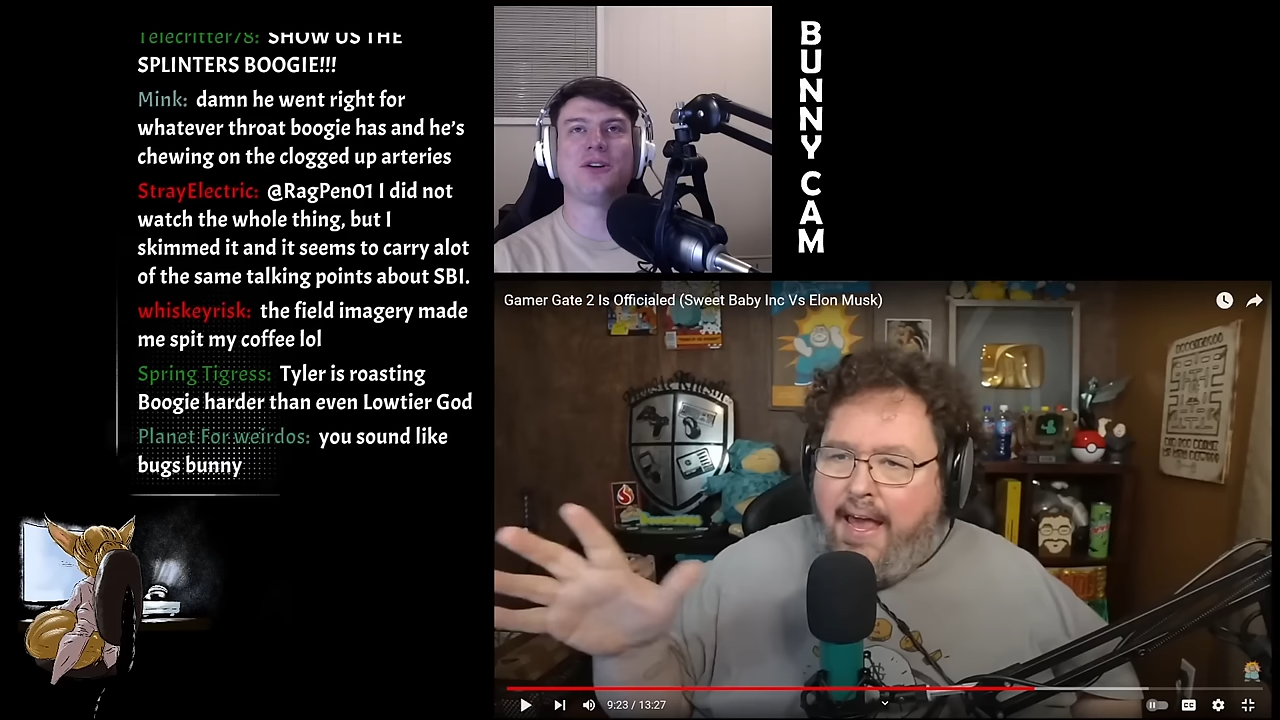 Telecritter78: SHOW US THE
SPLINTERS BOOGIE!!!
Mink: damn he went right for
whatever throat boogie has and he's
chewing on the clogged up arteries
StrayElectric: @RagPen01 I did not
watch the whole thing, but I
skimmed it and it seems to carry alot
of the same talking points about SBI.
whiskeyrisk: the field imagery made
me spit my coffee lol
Spring Tigress: Tyler is roasting
Boogie harder than even Lowtier God
Planet For weirdos: you sound like
bugs bunny
BUNNY CAM
Gamer Gate 2 Is Officialed (Sweet Baby Inc Vs Elon Musk)
9:23 / 13:27
CC